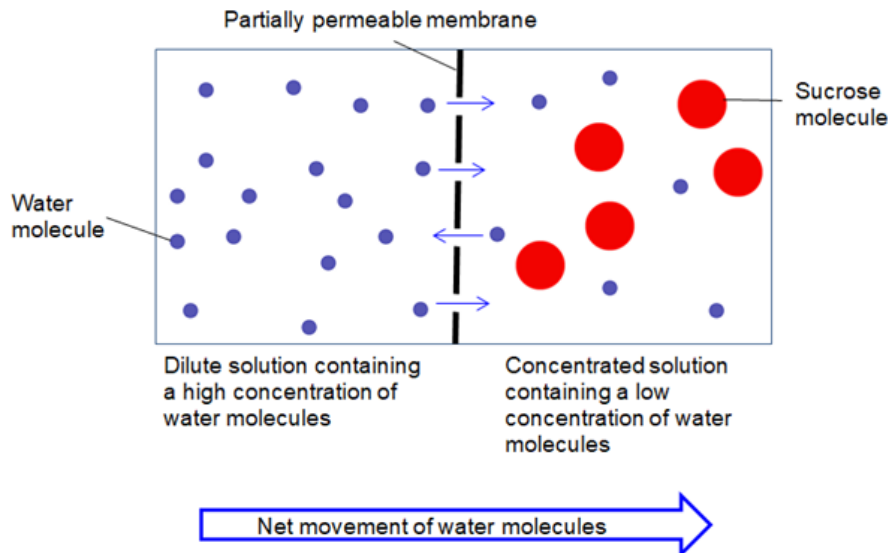 Partially permeable membrane
Sucrose
molecule
Water
molecule
Dilute solution containing
a high concentration of
water molecules
Concentrated solution
containing a low
concentration of water
molecules
Net movement of water molecules